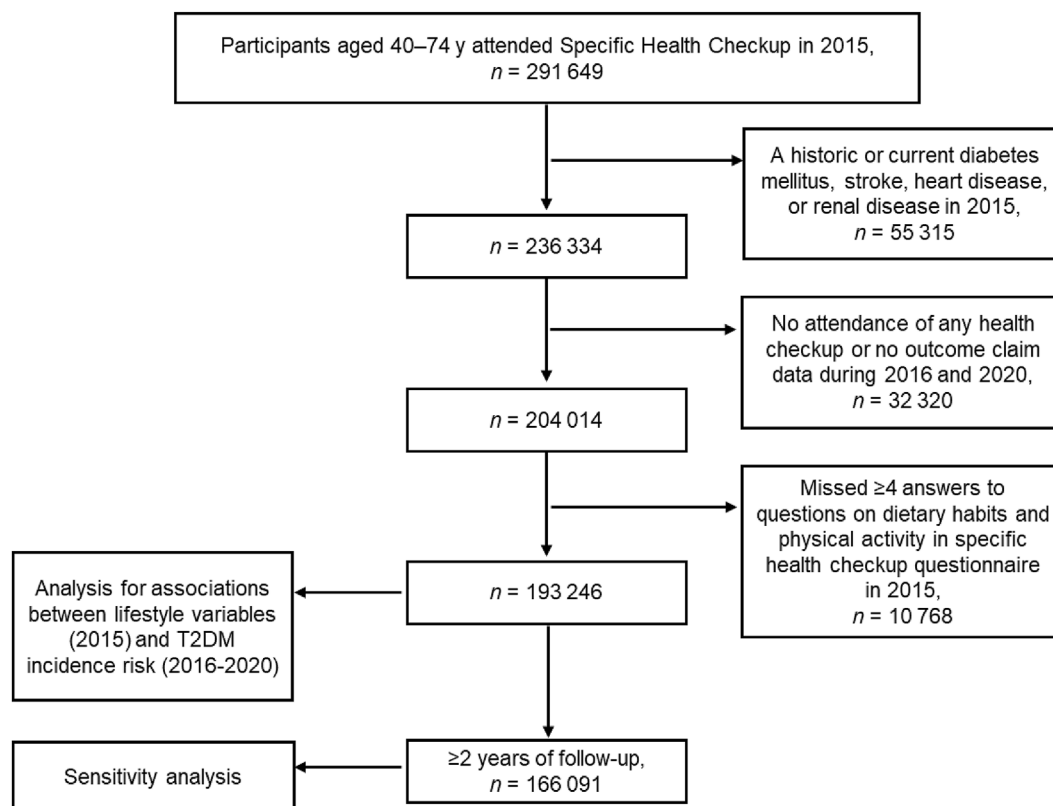 Participants aged 40–74 y attended Specific Health Checkup in 2015,
n = 291 649
A historic or current diabetes
mellitus, stroke, heart disease,
or renal disease in 2015,
n = 55 315
n = 236 334
No attendance of any health
checkup or no outcome claim
data during 2016 and 2020,
n = 32 320
n = 204 014
Missed ≥4 answers to
questions on dietary habits and
physical activity in specific
health checkup questionnaire
in 2015,
n = 10 768
n = 193 246
Analysis for associations
between lifestyle variables
(2015) and T2DM
incidence risk (2016-2020)
≥2 years of follow-up,
n = 166 091
Sensitivity analysis